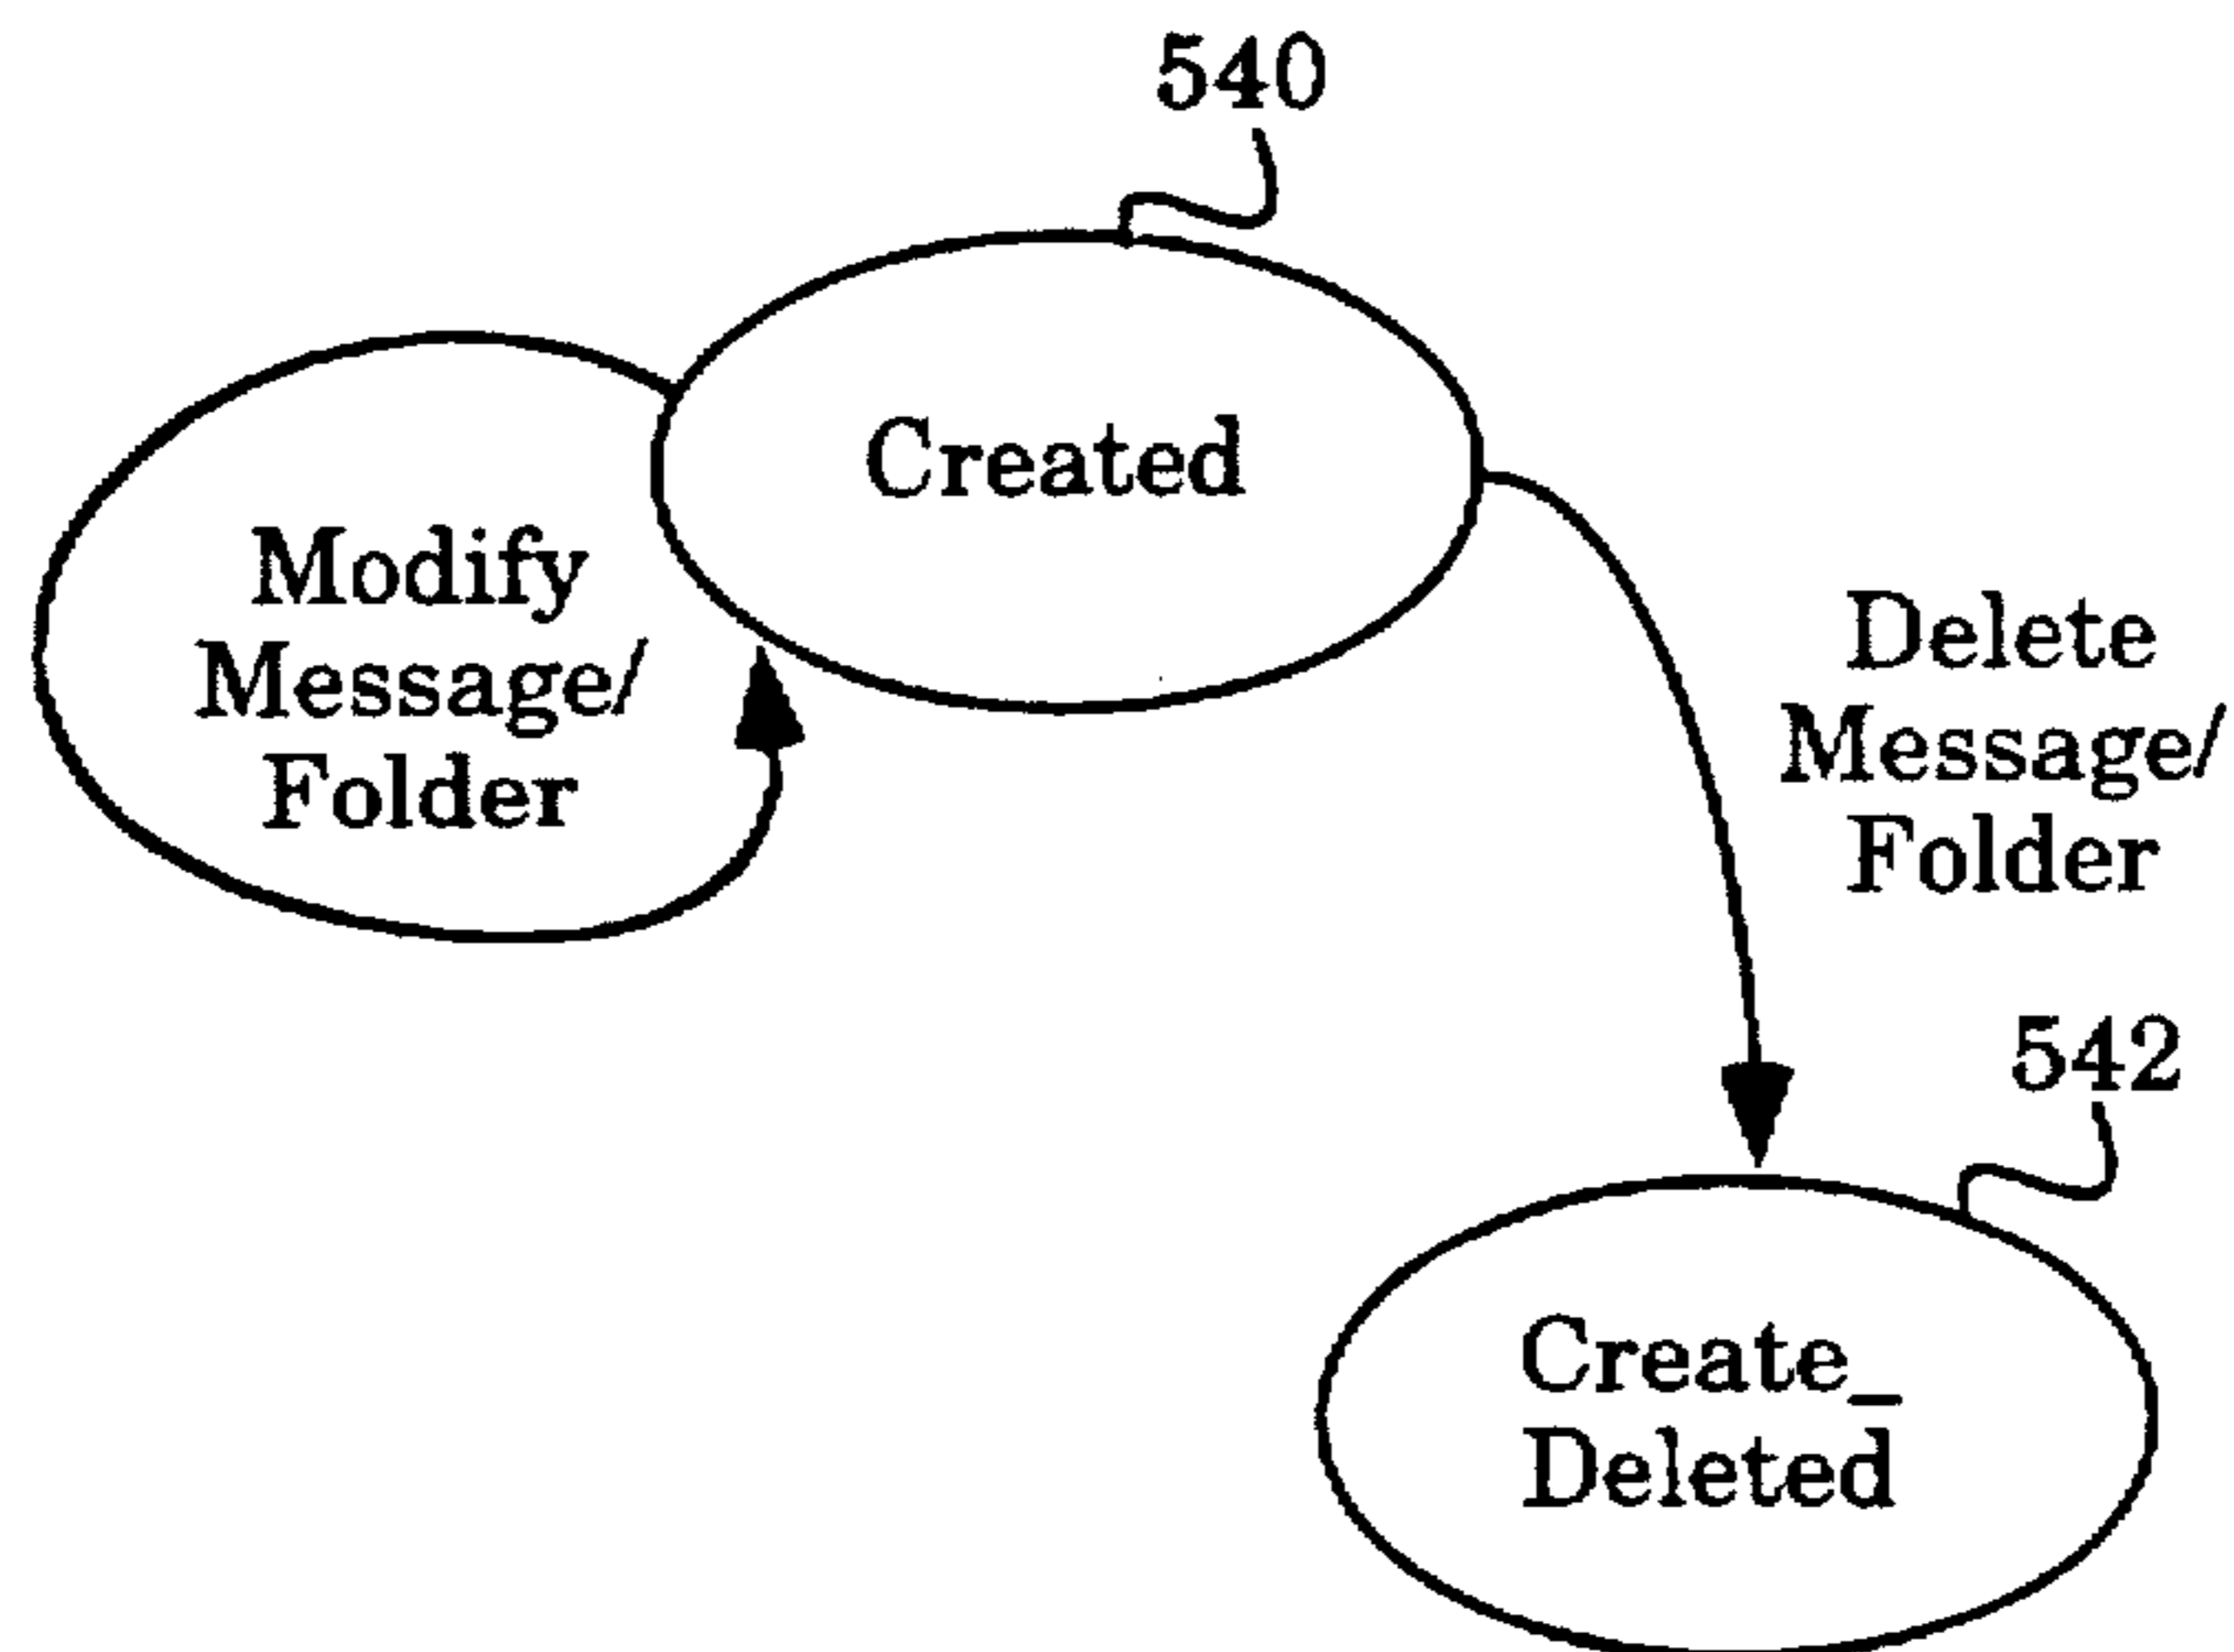 540
Created
Modify
Message/
Folder
Delete
Message/
Folder
542
Create_
Deleted